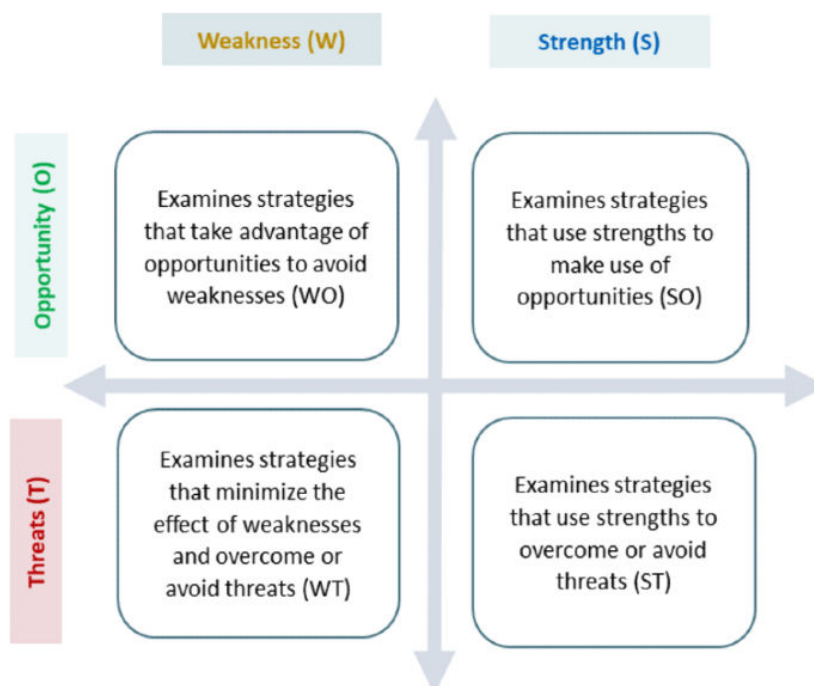 Weakness (W)
Strength (S)
Opportunity (O)
Examines strategies
that take advantage of
opportunities to avoid
weaknesses (WO)
Examines strategies
that use strengths to
make use of
opportunities (SO)
Threats (T)
Examines strategies
that minimize the
effect of weaknesses
and overcome or
avoid threats (WT)
Examines strategies
that use strengths to
overcome or avoid
threats (ST)